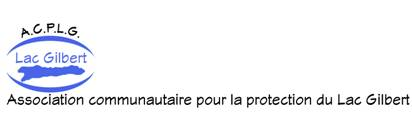 A.C.P.L.G.
Lac Gilbert
Association communautaire pour la protection du Lac Gilbert